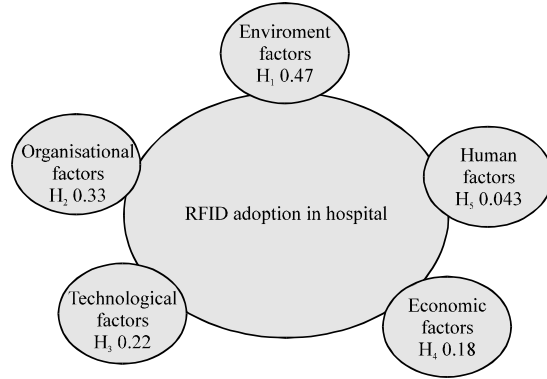 Enviroment
factors
H₁ 0.47
Organisational
factors
H₂ 0.33
Human
factors
H₅ 0.043
RFID adoption in hospital
Technological
factors
H₃ 0.22
Economic
factors
H₄ 0.18